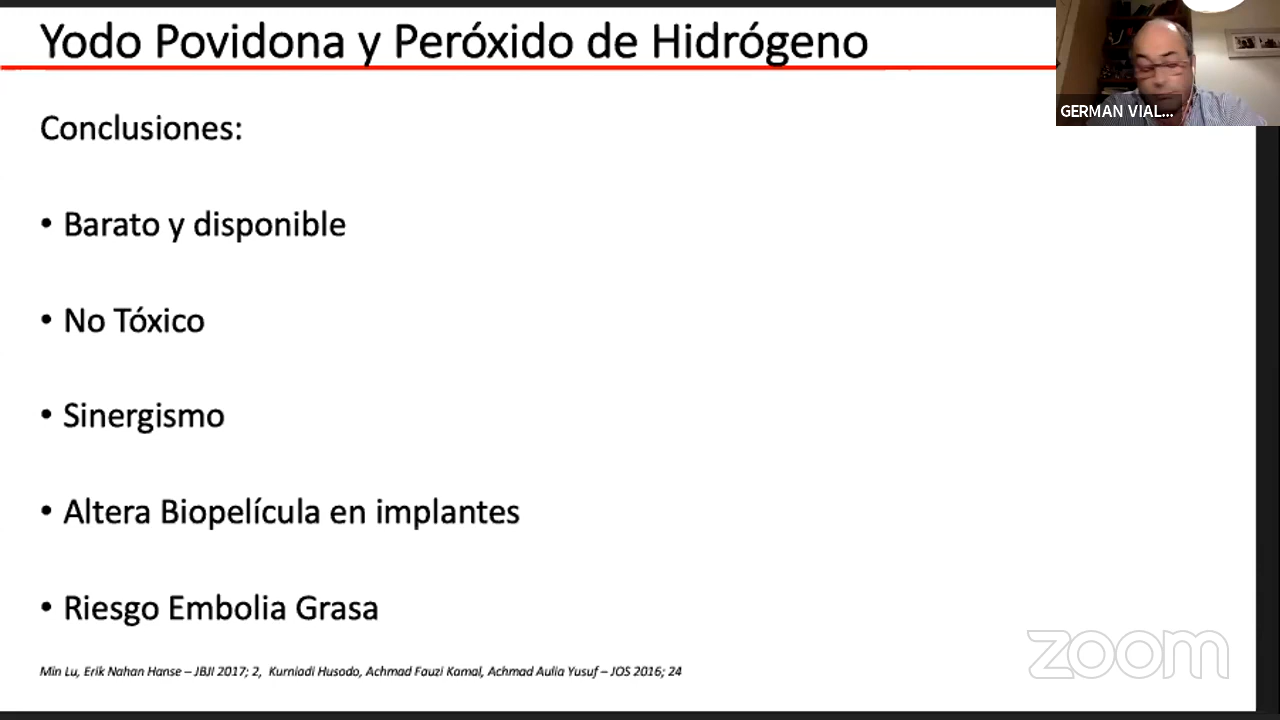 Yodo Povidona y Peróxido de Hidrógeno
GERMAN VIAL...
Conclusiones:
• Barato y disponible
• No Tóxico
• Sinergismo
• Altera Biopelícula en implantes
• Riesgo Embolia Grasa
Min Lu, Erik Nahan Hanse – JBJI 2017; 2, Kurniadi Husodo, Achmad Fauzi Kamal, Achmad Aulia Yusuf – JOS 2016; 24
zoom